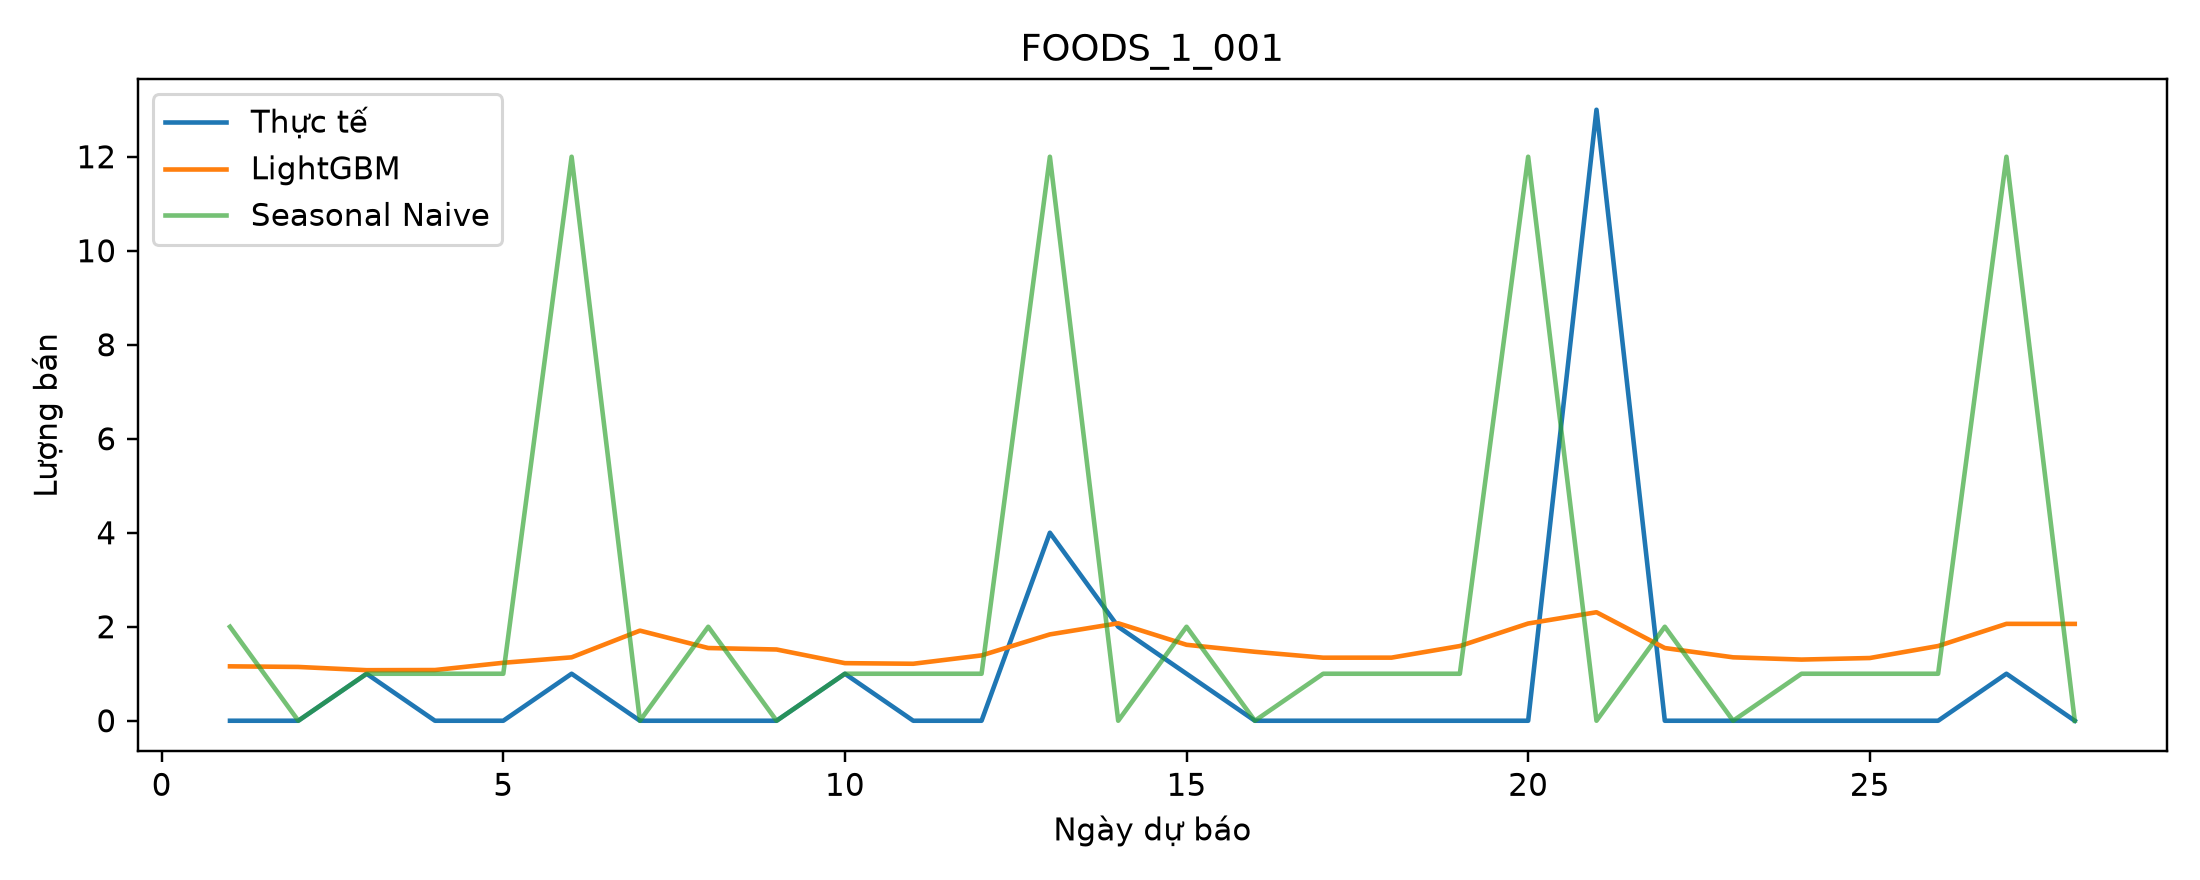 FOODS_1_001
Thực tế
LightGBM
Seasonal Naive
12
10
8
6
4
2
0
Lượng bán
0 5 10 15 20 25
Ngày dự báo